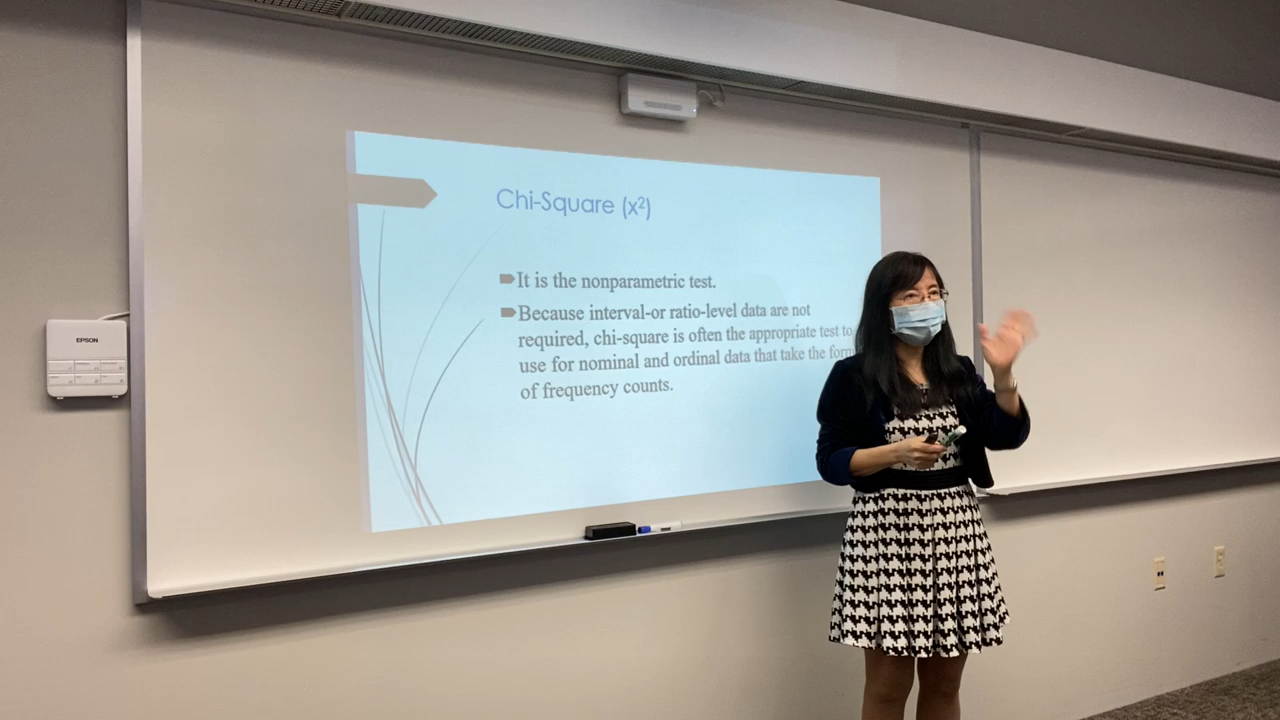 Chi-Square (x²)
It is the nonparametric test.
Because interval-or ratio-level data are not
required, chi-square is often the appropriate test to
use for nominal and ordinal data that take the form
of frequency counts.
EPSON